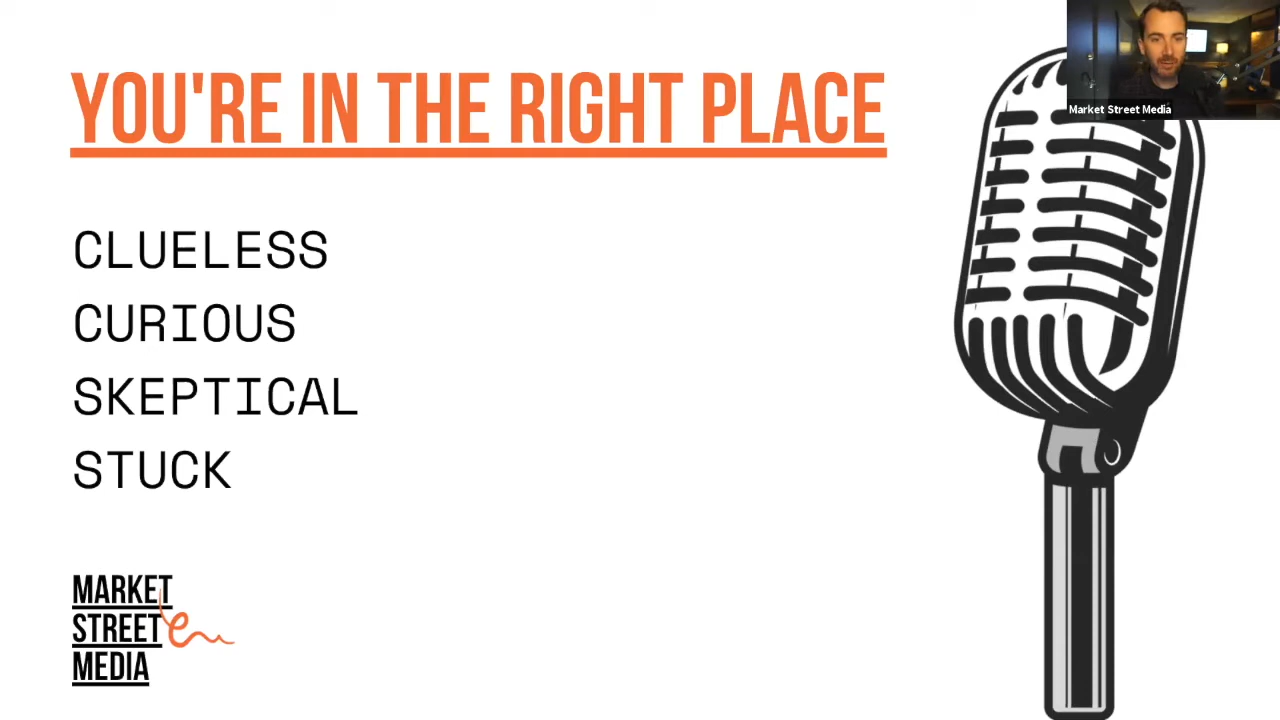 YOU'RE IN THE RIGHT PLACE
Market Street Media
CLUELESS
CURIOUS
SKEPTICAL
STUCK
MARKET
STREET
MEDIA